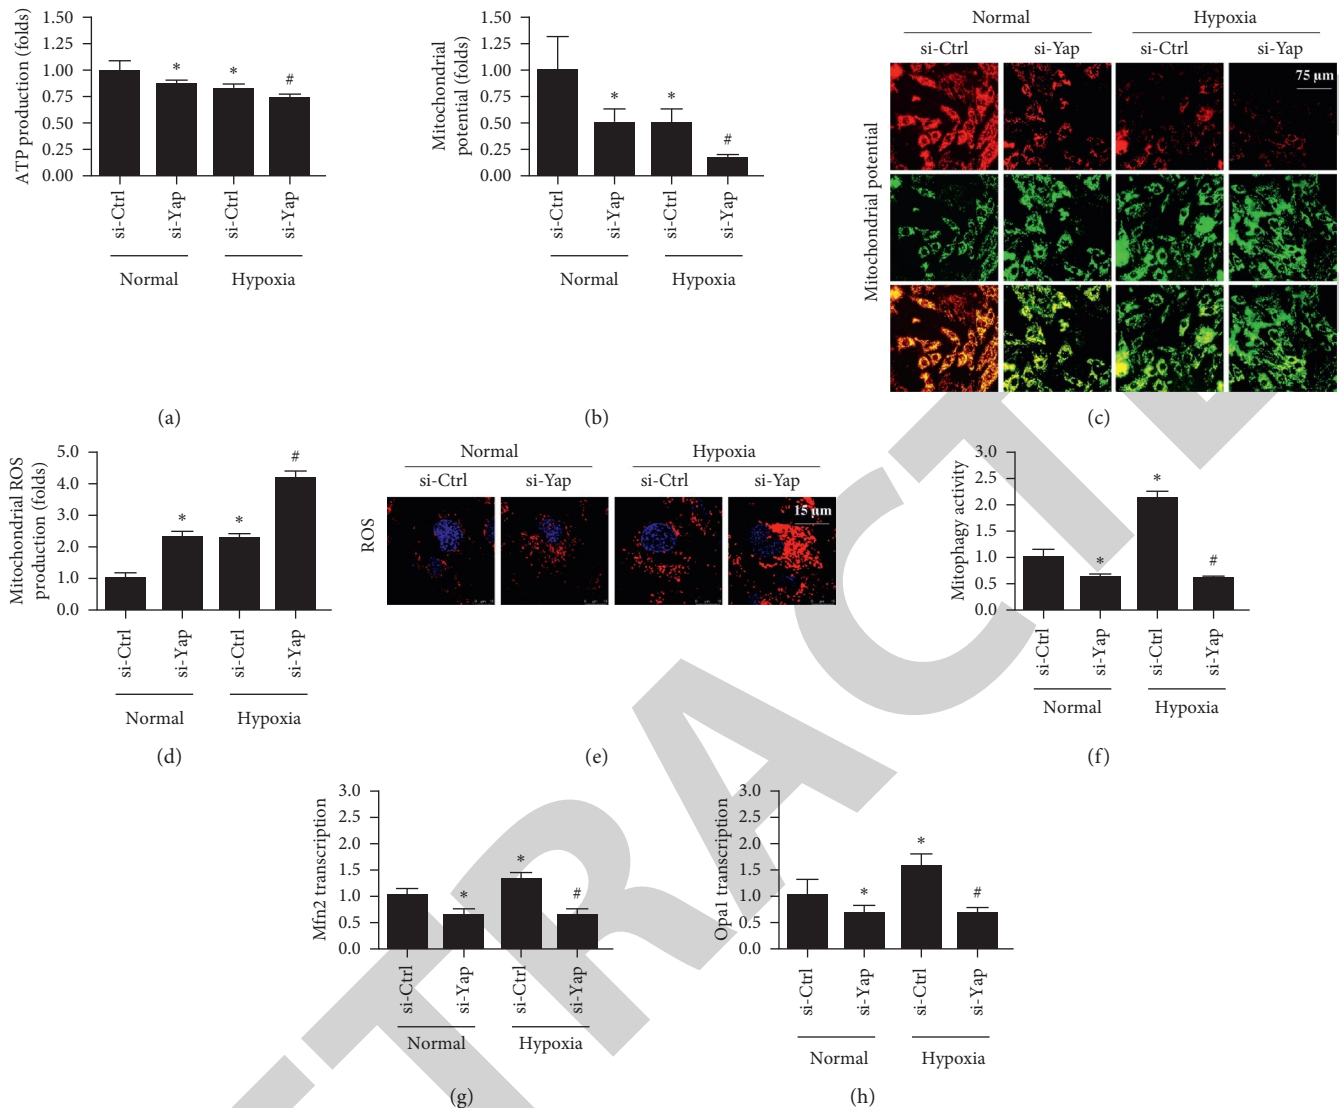 ATP production (folds)
1.50
1.25
1.00
0.75
0.50
0.25
0.00
*
*
#
si-Ctrl
si-Yap
si-Ctrl
si-Yap
Normal
Hypoxia
(a)
Mitochondrial
potential (folds)
1.50
1.25
1.00
0.75
0.50
0.25
0.00
*
*
#
si-Ctrl
si-Yap
si-Ctrl
si-Yap
Normal
Hypoxia
(b)
Normal
Hypoxia
si-Ctrl
si-Yap
si-Ctrl
si-Yap
75 μm
Mitochondrial potential
(c)
Mitochondrial ROS
production (folds)
5.0
4.0
3.0
2.0
1.0
0.0
*
*
#
si-Ctrl
si-Yap
si-Ctrl
si-Yap
Normal
Hypoxia
(d)
Normal
Hypoxia
si-Ctrl
si-Yap
si-Ctrl
si-Yap
ROS
15 μm
(e)
Mitophagy activity
3.0
2.5
2.0
1.5
1.0
0.5
0.0
*
*
#
si-Ctrl
si-Yap
si-Ctrl
si-Yap
Normal
Hypoxia
(f)
Mfn2 transcription
3.0
2.5
2.0
1.5
1.0
0.5
0.0
*
*
#
si-Ctrl
si-Yap
si-Ctrl
si-Yap
Normal
Hypoxia
(g)
Opa1 transcription
3.0
2.5
2.0
1.5
1.0
0.5
0.0
*
*
#
si-Ctrl
si-Yap
si-Ctrl
si-Yap
Normal
Hypoxia
(h)
TRACTE